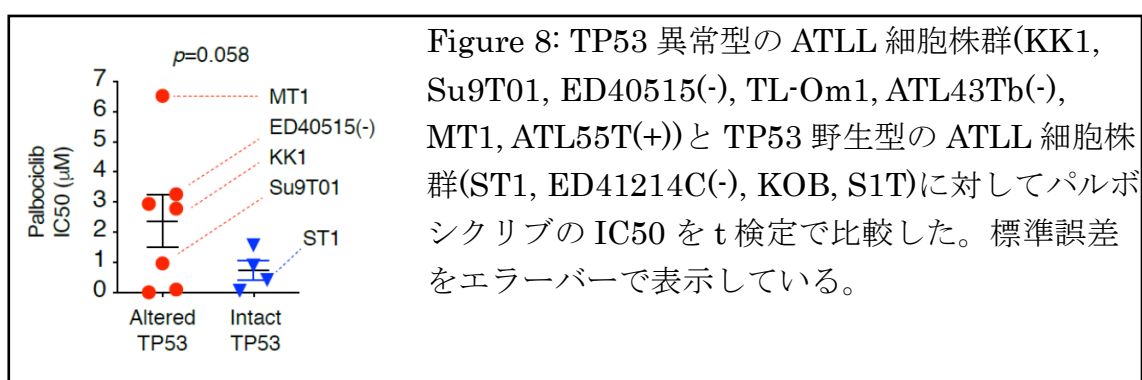 p=0.058
Palbociclib
IC50 (μM)
7
6
5
4
3
2
1
0
MT1
ED40515(-)
KK1
Su9T01
ST1
Altered
TP53
Intact
TP53
Figure 8: TP53 異常型の ATLL 細胞株群(KK1,
Su9T01, ED40515(-), TL-Om1, ATL43Tb(-),
MT1, ATL55T(+))と TP53 野生型の ATLL 細胞株
群(ST1, ED41214C(-), KOB, S1T)に対してパルボ
シクリブの IC50 を t 検定で比較した。標準誤差
をエラーバーで表示している。